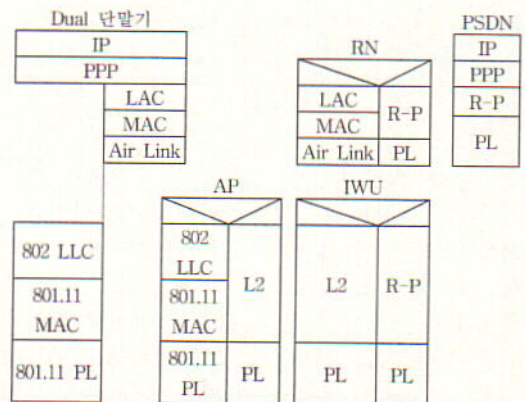 Dual 단말기
IP
PPP
LAC
MAC
Air Link
802 LLC
801.11
MAC
801.11 PL
RN
LAC
MAC
Air Link
R-P
PL
PSDN
IP
PPP
R-P
PL
AP
802
LLC
801.11
MAC
801.11
PL
L2
PL
IWU
L2
PL
R-P
PL